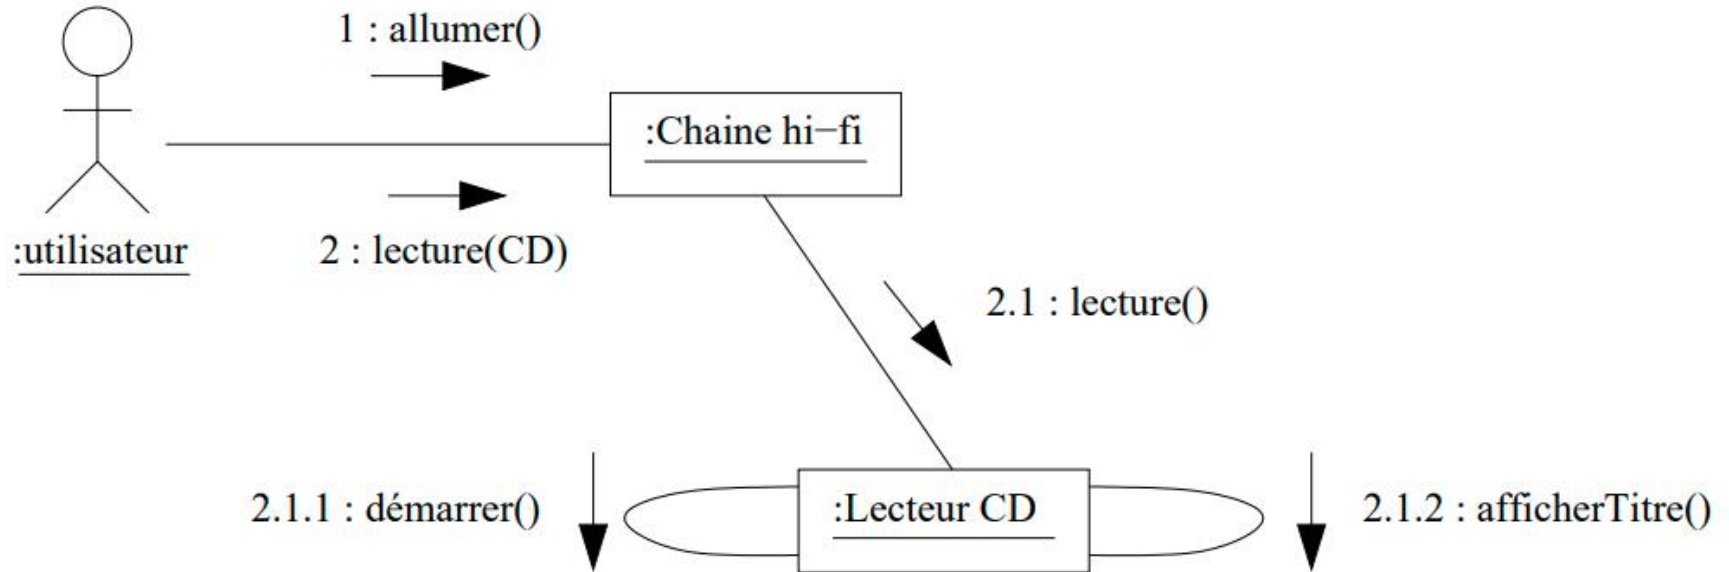 1 : allumer()
:Chaine hi−fi
:utilisateur
2 : lecture(CD)
2.1 : lecture()
2.1.1 : démarrer()
:Lecteur CD
2.1.2 : afficherTitre()